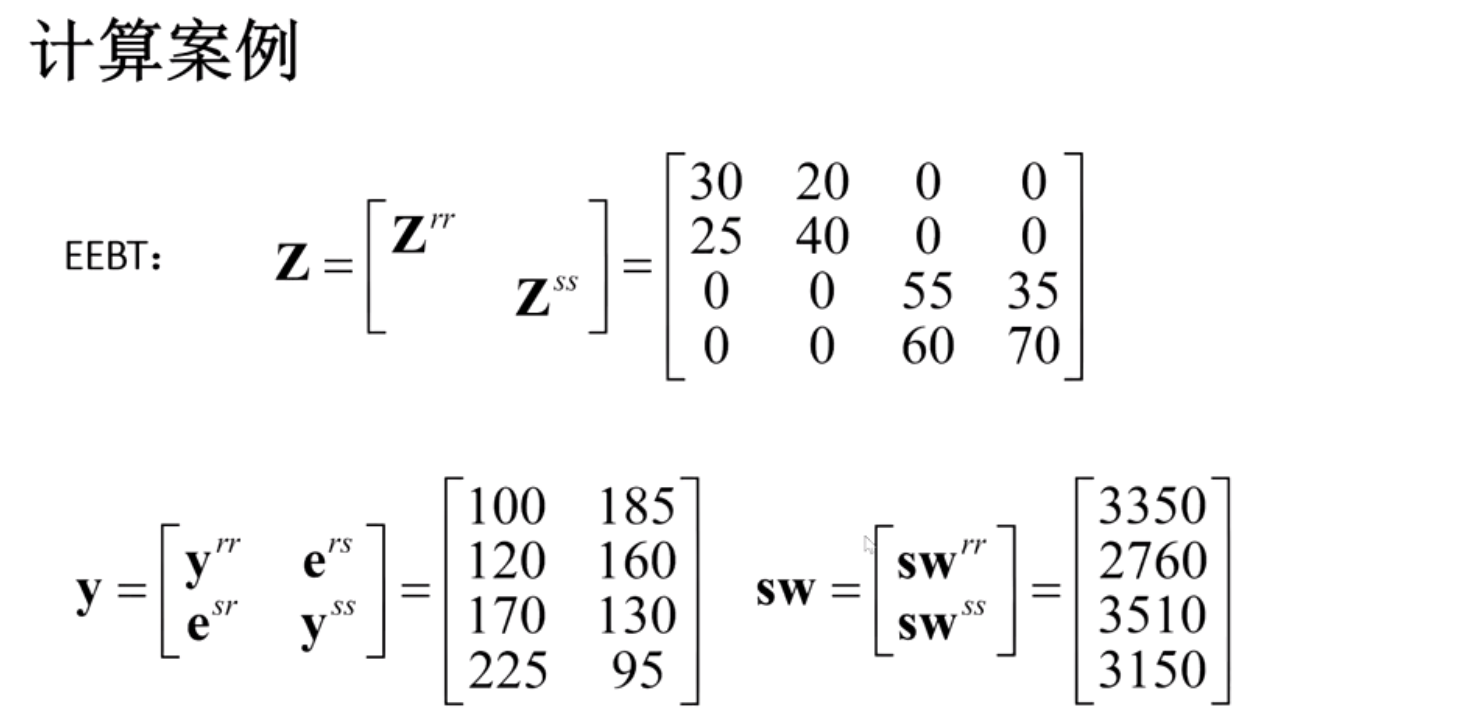 计算案例
EEBT： Z = [ Z^{rr} ; Z^{ss} ] = [ 30 20 0 0 ; 25 40 0 0 ; 0 0 55 35 ; 0 0 60 70 ]
y = [ y^{rr} e^{rs} ; e^{sr} y^{ss} ] = [ 100 185 ; 120 160 ; 170 130 ; 225 95 ] sw = [ sw^{rr} ; sw^{ss} ] = [ 3350 ; 2760 ; 3510 ; 3150 ]